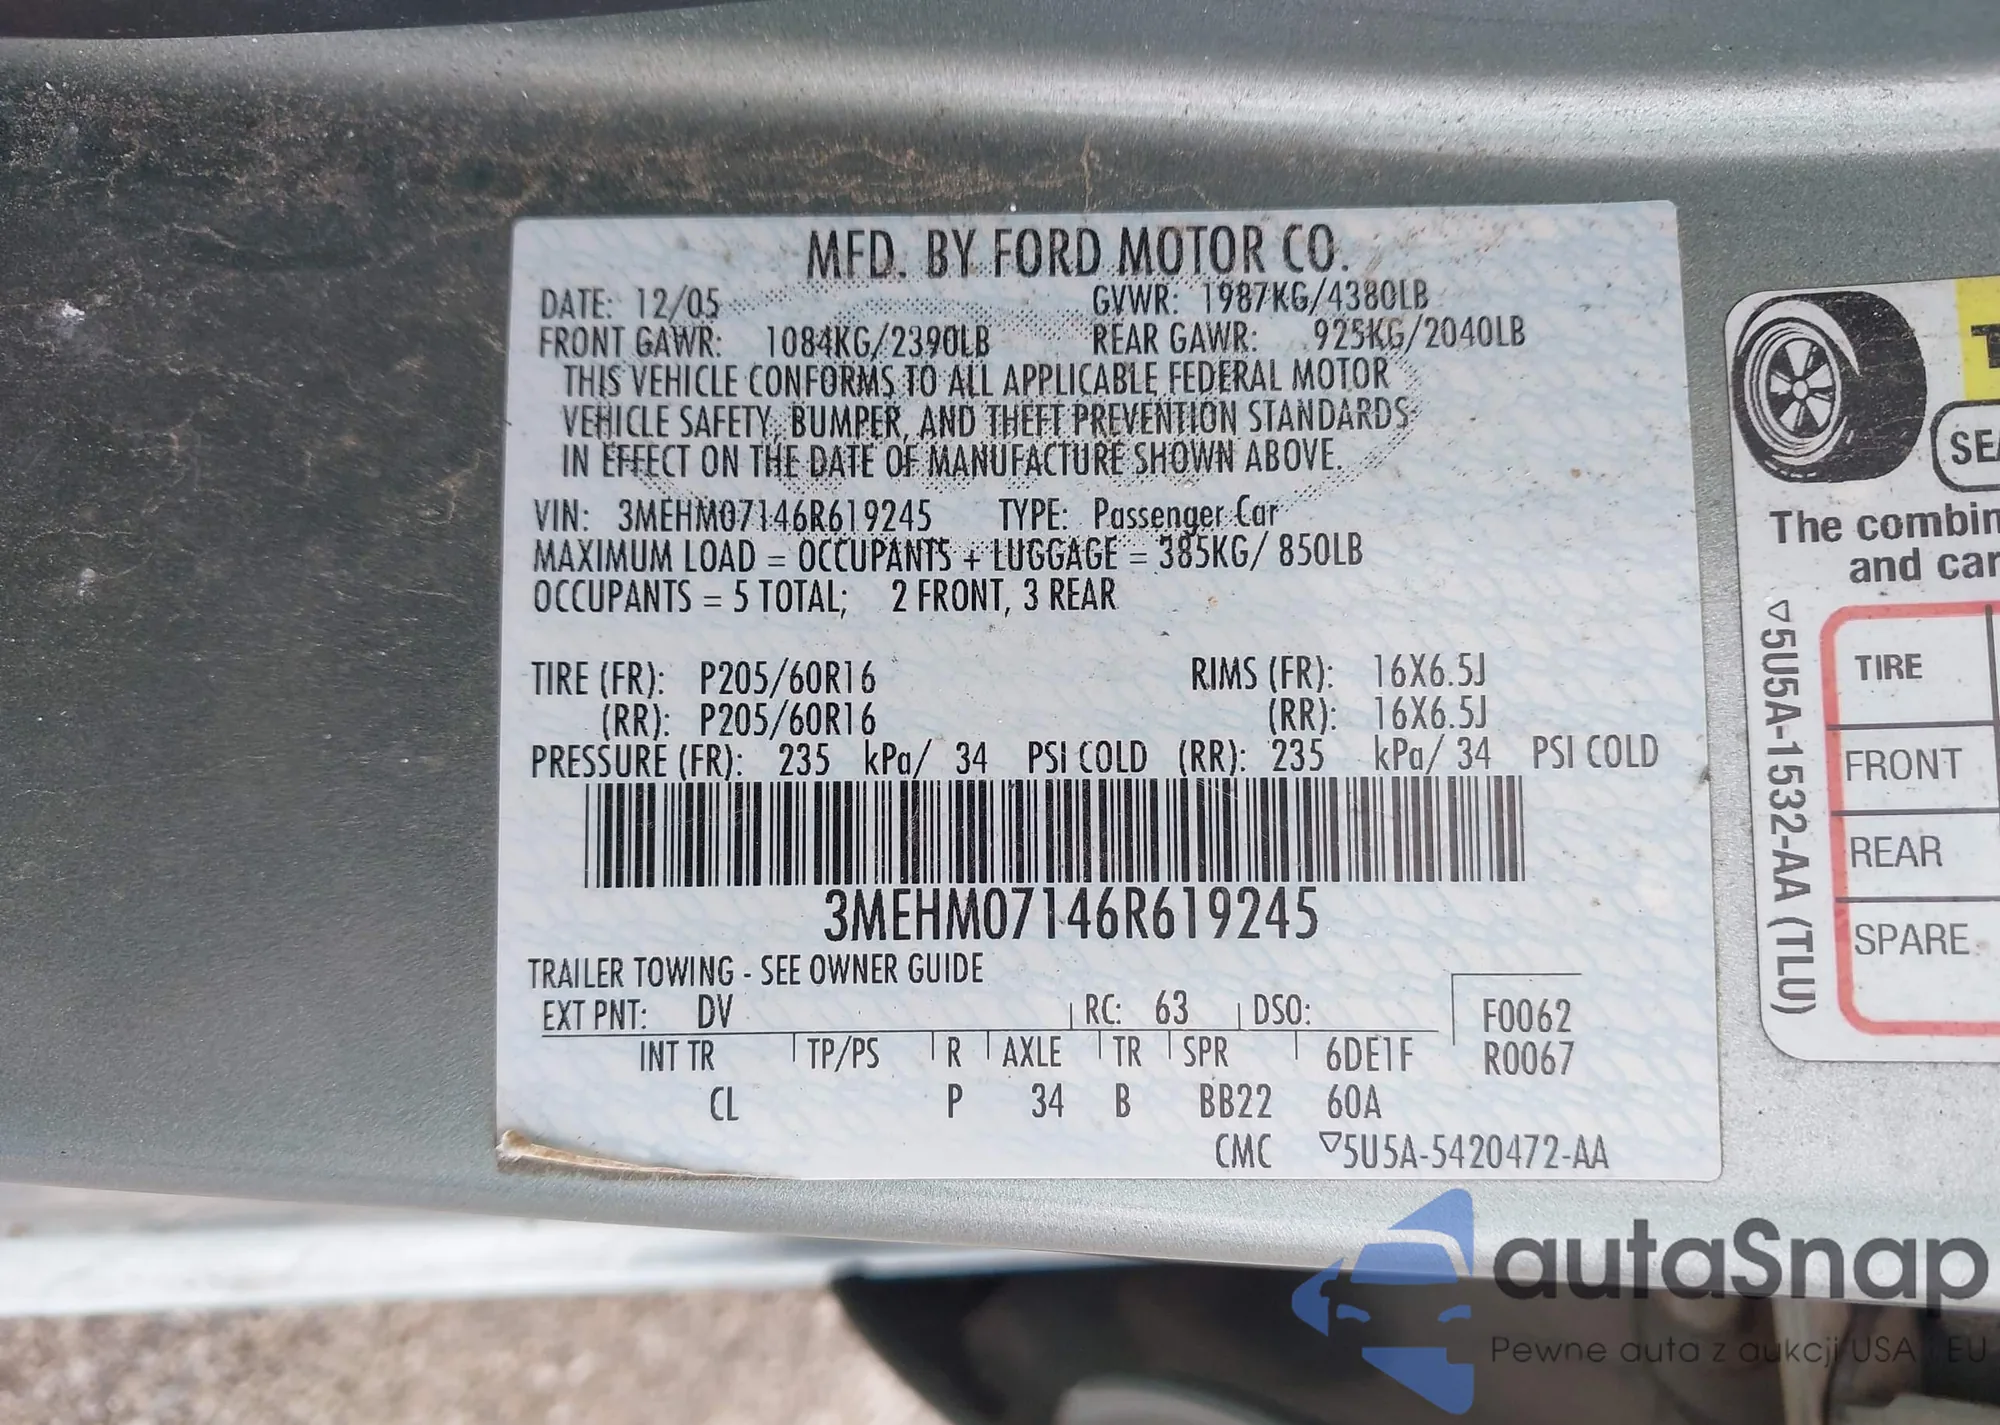 MFD. BY FORD MOTOR CO.
DATE: 12/05 GVWR: 1987KG/4380LB
FRONT GAWR: 1084KG/2390LB REAR GAWR: 925KG/2040LB
THIS VEHICLE CONFORMS TO ALL APPLICABLE FEDERAL MOTOR
VEHICLE SAFETY, BUMPER, AND THEFT PREVENTION STANDARDS
IN EFFECT ON THE DATE OF MANUFACTURE SHOWN ABOVE.
VIN: 3MEHM07146R619245 TYPE: Passenger Car
MAXIMUM LOAD = OCCUPANTS + LUGGAGE = 385KG/ 850LB
OCCUPANTS = 5 TOTAL; 2 FRONT, 3 REAR
TIRE (FR): P205/60R16 RIMS (FR): 16X6.5J
(RR): P205/60R16 (RR): 16X6.5J
PRESSURE (FR): 235 kPa/ 34 PSI COLD (RR): 235 kPa/ 34 PSI COLD
3MEHM07146R619245
TRAILER TOWING - SEE OWNER GUIDE
EXT PNT: DV RC: 63 DSO:
F0062
INT TR TP/PS R AXLE TR SPR 6DE1F
R0067
CL P 34 B BB22 60A
CMC ▽5U5A-5420472-AA
The combin
and car
▽5U5A-1532-AA (TLU)
TIRE
FRONT
REAR
SPARE
autaSnap
Pewne auta z aukcji USA i EU